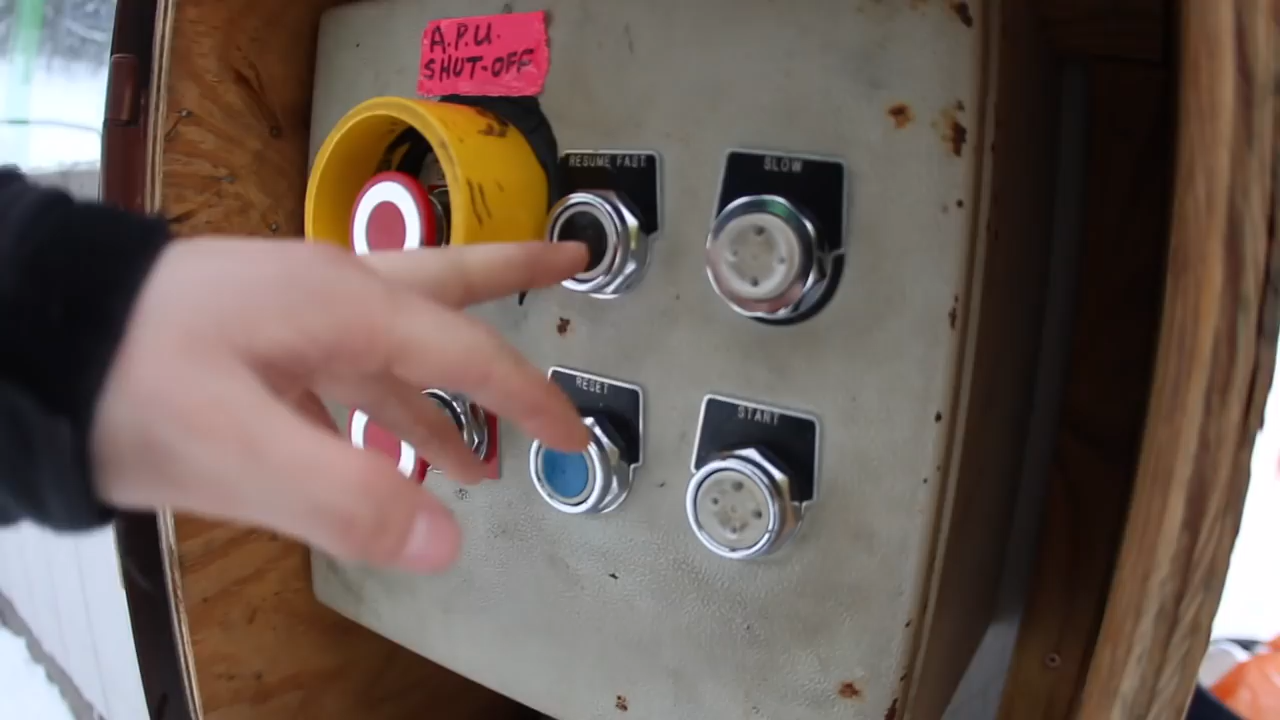 A.P.U.
SHUT-OFF
RESUME FAST
SLOW
RESET
START